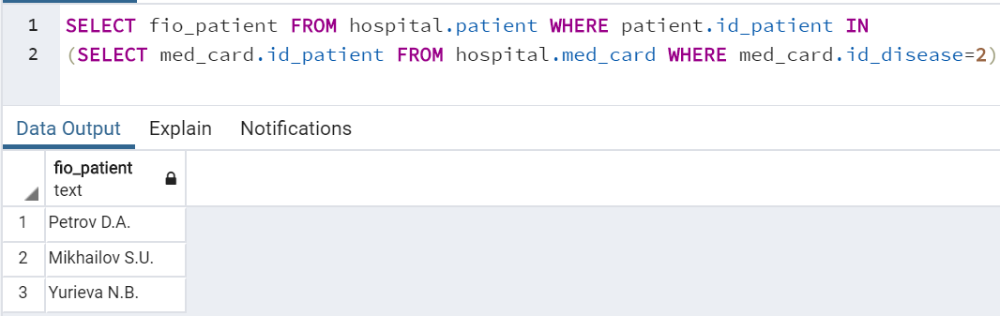 1 SELECT fio_patient FROM hospital.patient WHERE patient.id_patient IN
2 (SELECT med_card.id_patient FROM hospital.med_card WHERE med_card.id_disease=2)
Data Output Explain Notifications
fio_patient
text
1 Petrov D.A.
2 Mikhailov S.U.
3 Yurieva N.B.